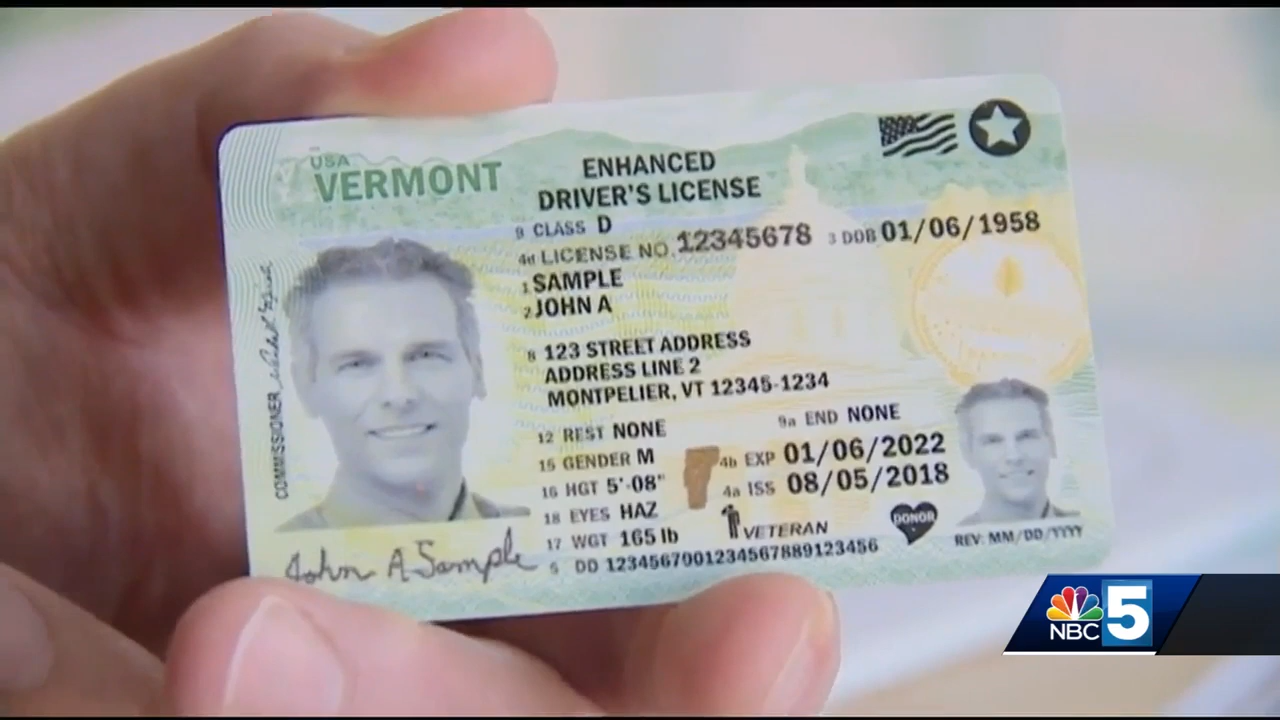 USA
VERMONT
ENHANCED
DRIVER'S LICENSE
9 CLASS D
4d LICENSE NO. 12345678 3 DOB 01/06/1958
1 SAMPLE
2 JOHN A
8 123 STREET ADDRESS
ADDRESS LINE 2
MONTPELIER, VT 12345-1234
12 REST NONE 9a END NONE
15 GENDER M 4b EXP 01/06/2022
16 HGT 5'-08" 4a ISS 08/05/2018
18 EYES HAZ VETERAN DONOR
17 WGT 165 lb REV: MM/DD/YYYY
5 DD 1234567001234567889123456
COMMISSIONER
John A Sample
NBC 5